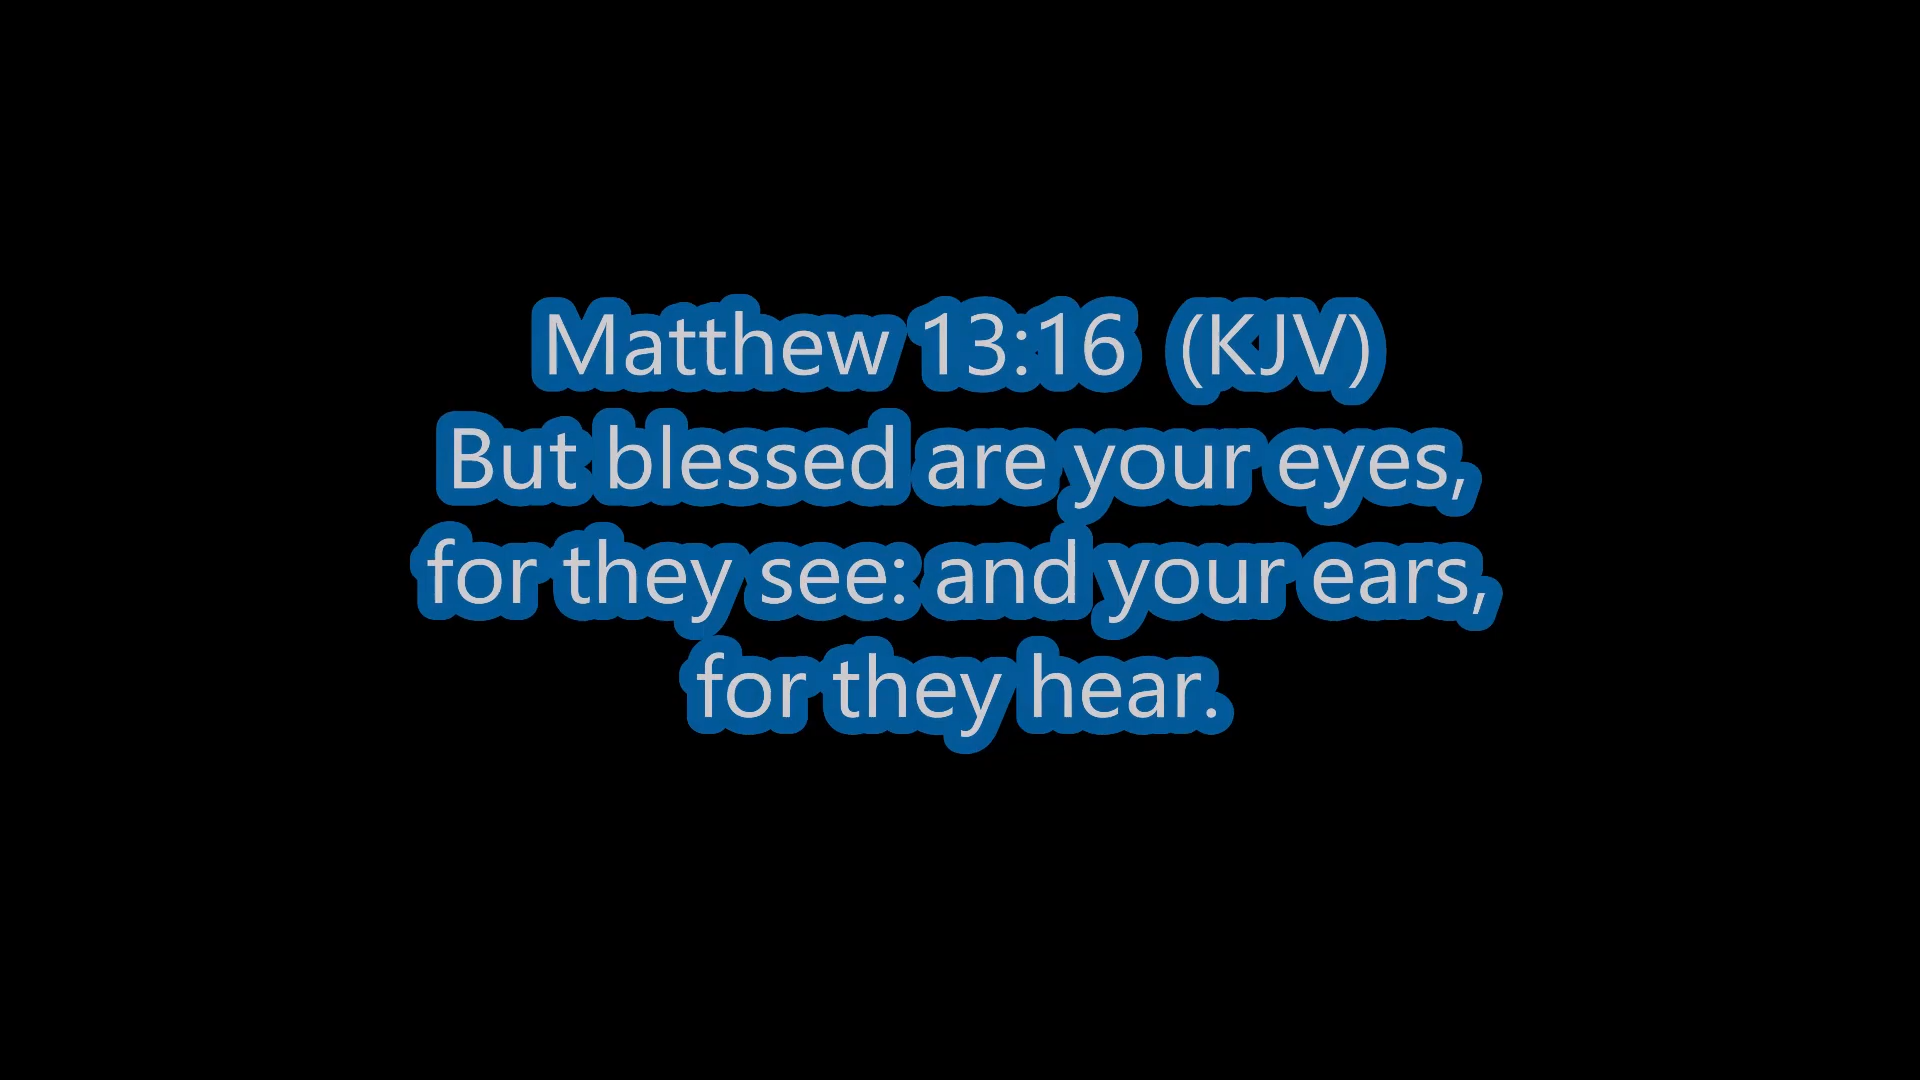 Matthew 13:16  (KJV)
But blessed are your eyes,
for they see: and your ears,
for they hear.